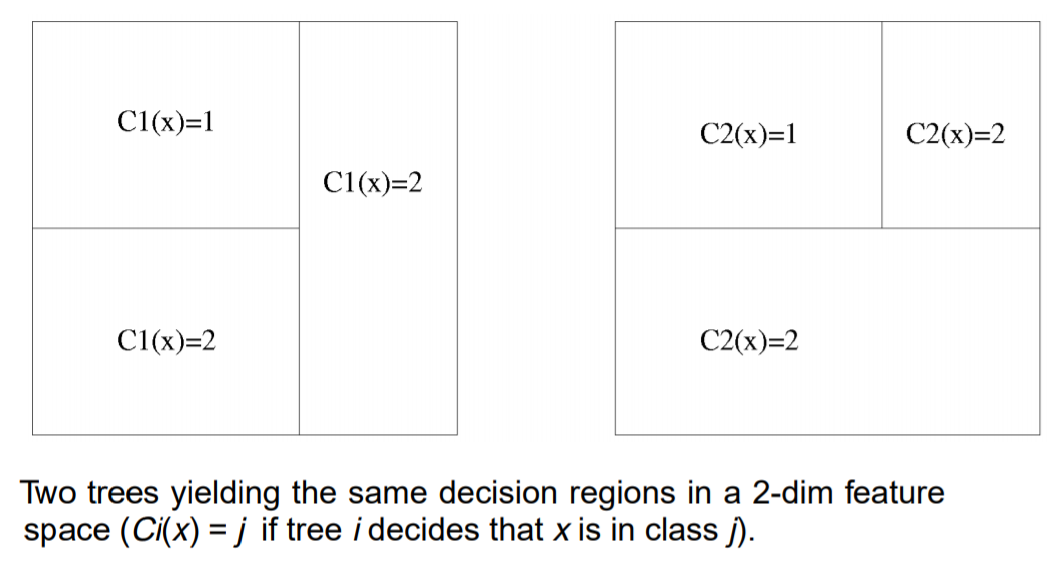 C1(x)=1
C1(x)=2
C1(x)=2
C2(x)=1
C2(x)=2
C2(x)=2
Two trees yielding the same decision regions in a 2-dim feature
space (Ci(x) = j if tree i decides that x is in class j).